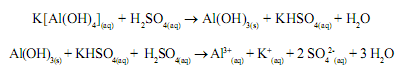 K[Al(OH)₄]₍aq₎ + H₂SO₄₍aq₎ → Al(OH)₃₍s₎ + KHSO₄₍aq₎ + H₂O
Al(OH)₃₍s₎ + KHSO₄₍aq₎ + H₂SO₄₍aq₎ → Al³⁺₍aq₎ + K⁺₍aq₎ + 2 SO₄²⁻₍aq₎ + 3 H₂O